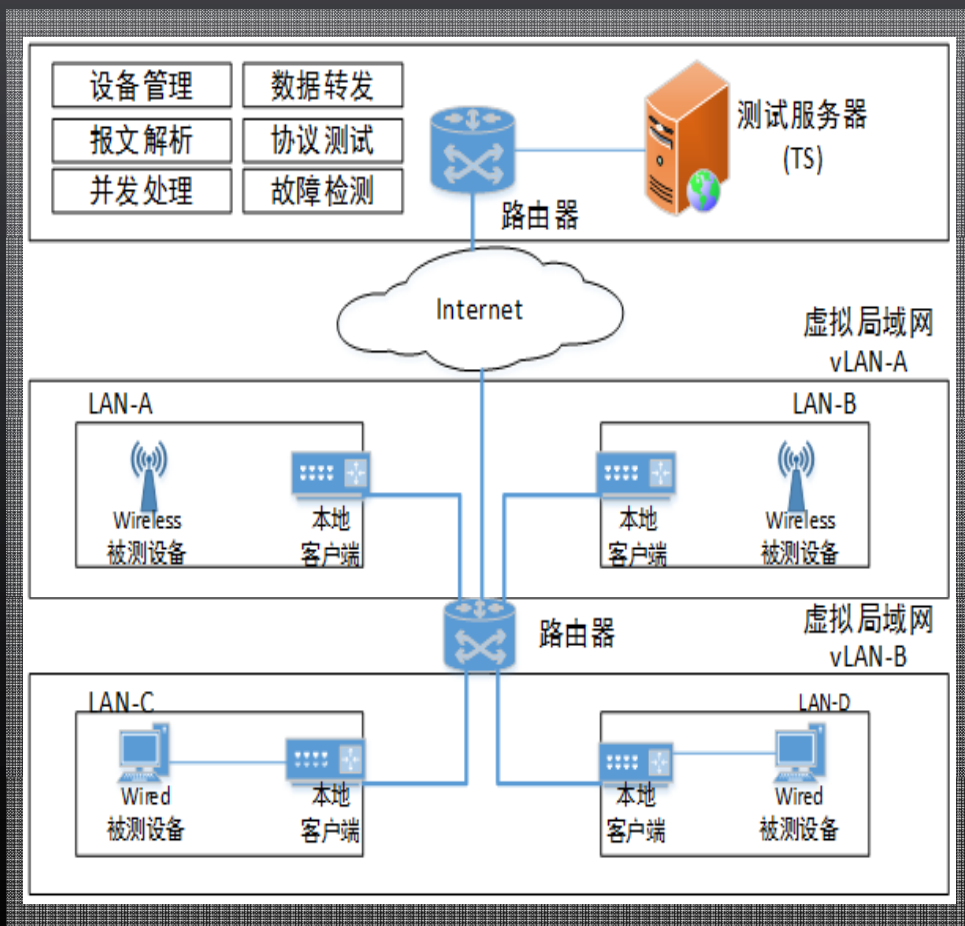 设备管理
数据转发
报文解析
协议测试
并发处理
故障检测
测试服务器
(TS)
路由器
Internet
虚拟局域网
vLAN-A
LAN-A
LAN-B
Wireless
被测设备
本地
客户端
本地
客户端
Wireless
被测设备
路由器
虚拟局域网
vLAN-B
LAN-C
LAN-D
Wired
被测设备
本地
客户端
本地
客户端
Wired
被测设备